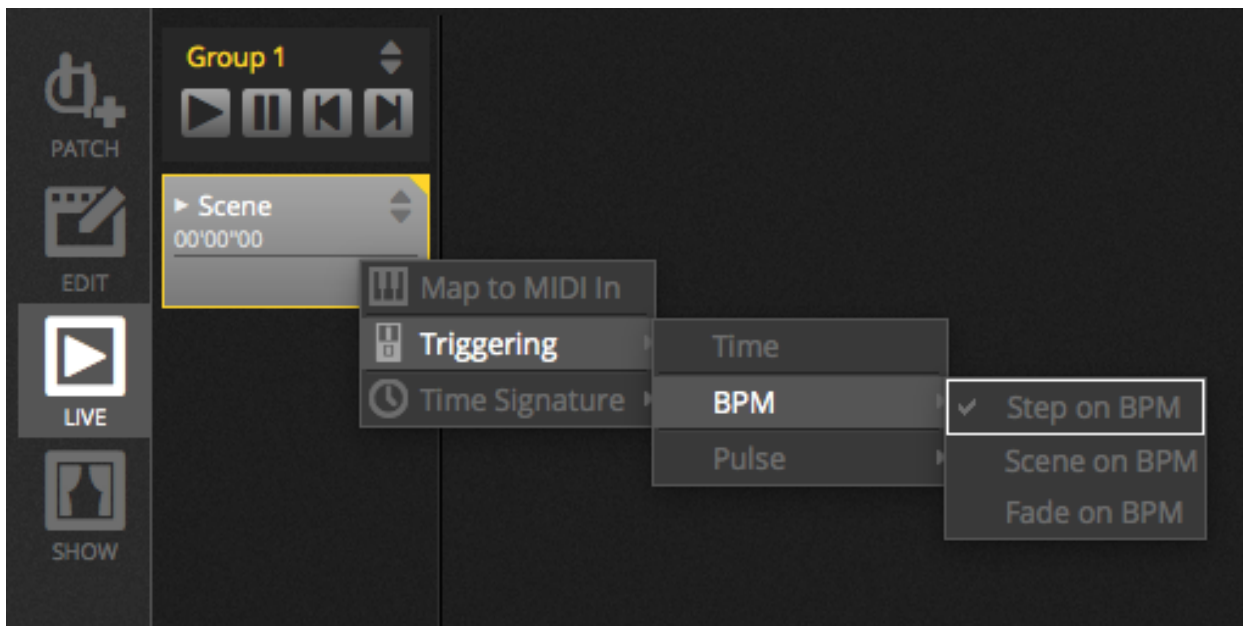 PATCH
EDIT
LIVE
SHOW
Group 1
Scene
00'00"00
Map to MIDI In
Triggering
Time Signature
Time
BPM
Pulse
Step on BPM
Scene on BPM
Fade on BPM